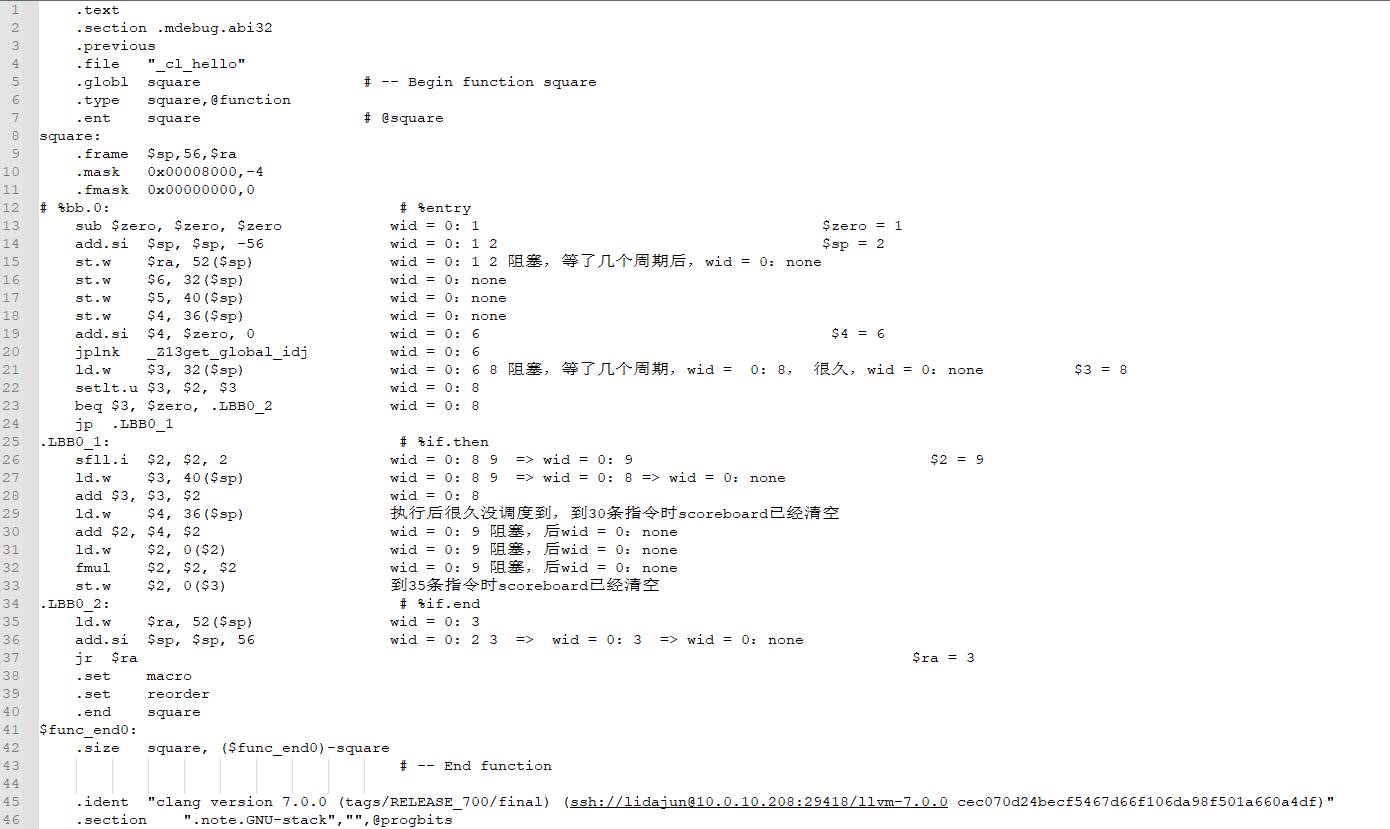 1 .text
2 .section .mdebug.abi32
3 .previous
4 .file "_cl_hello"
5 .globl square # -- Begin function square
6 .type square,@function
7 .ent square # @square
8 square:
9 .frame $sp,56,$ra
10 .mask 0x00008000,-4
11 .fmask 0x00000000,0
12 # %bb.0: # %entry
13 sub $zero, $zero, $zero wid = 0: 1 $zero = 1
14 add.si $sp, $sp, -56 wid = 0: 1 2 $sp = 2
15 st.w $ra, 52($sp) wid = 0: 1 2 阻塞，等了几个周期后，wid = 0：none
16 st.w $6, 32($sp) wid = 0: none
17 st.w $5, 40($sp) wid = 0: none
18 st.w $4, 36($sp) wid = 0: none
19 add.si $4, $zero, 0 wid = 0: 6 $4 = 6
20 jplnk _Z13get_global_idj wid = 0: 6
21 ld.w $3, 32($sp) wid = 0: 6 8 阻塞，等了几个周期，wid = 0: 8， 很久，wid = 0：none $3 = 8
22 setlt.u $3, $2, $3 wid = 0: 8
23 beq $3, $zero, .LBB0_2 wid = 0: 8
24 jp .LBB0_1
25 .LBB0_1: # %if.then
26 sfll.i $2, $2, 2 wid = 0: 8 9 => wid = 0: 9 $2 = 9
27 ld.w $3, 40($sp) wid = 0: 8 9 => wid = 0: 8 => wid = 0：none
28 add $3, $3, $2 wid = 0: 8
29 ld.w $4, 36($sp) 执行后很久没调度到，到30条指令时scoreboard已经清空
30 add $2, $4, $2 wid = 0: 9 阻塞，后wid = 0：none
31 ld.w $2, 0($2) wid = 0: 9 阻塞，后wid = 0：none
32 fmul $2, $2, $2 wid = 0: 9 阻塞，后wid = 0：none
33 st.w $2, 0($3) 到35条指令时scoreboard已经清空
34 .LBB0_2: # %if.end
35 ld.w $ra, 52($sp) wid = 0: 3
36 add.si $sp, $sp, 56 wid = 0: 2 3 => wid = 0: 3 => wid = 0：none
37 jr $ra $ra = 3
38 .set macro
39 .set reorder
40 .end square
41 $func_end0:
42 .size square, ($func_end0)-square
43 # -- End function
44
45 .ident "clang version 7.0.0 (tags/RELEASE_700/final) (ssh://lidajun@10.0.10.208:29418/llvm-7.0.0 cec070d24becf5467d66f106da98f501a660a4df)"
46 .section ".note.GNU-stack","",@progbits